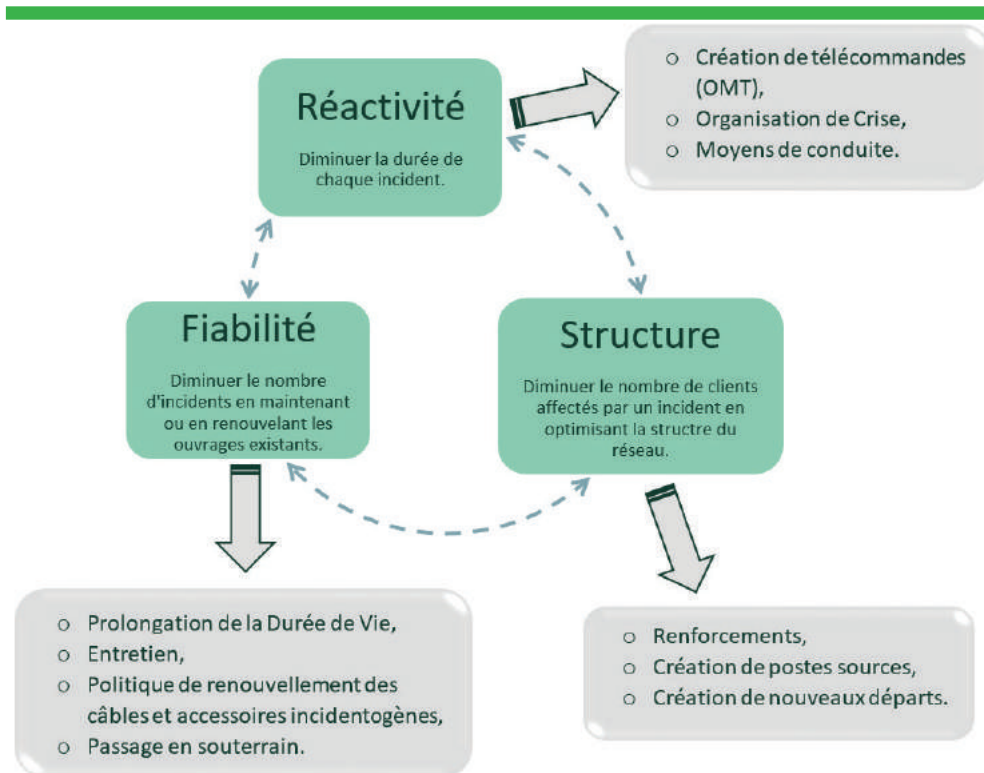 Réactivité
Diminuer la durée de
chaque incident.
o Création de télécommandes
(OMT),
o Organisation de Crise,
o Moyens de conduite.
Fiabilité
Diminuer le nombre
d'incidents en maintenant
ou en renouvelant les
ouvrages existants.
Structure
Diminuer le nombre de clients
affectés par un incident en
optimisant la structre du
réseau.
o Prolongation de la Durée de Vie,
o Entretien,
o Politique de renouvellement des
câbles et accessoires incidentogènes,
o Passage en souterrain.
o Renforcements,
o Création de postes sources,
o Création de nouveaux départs.